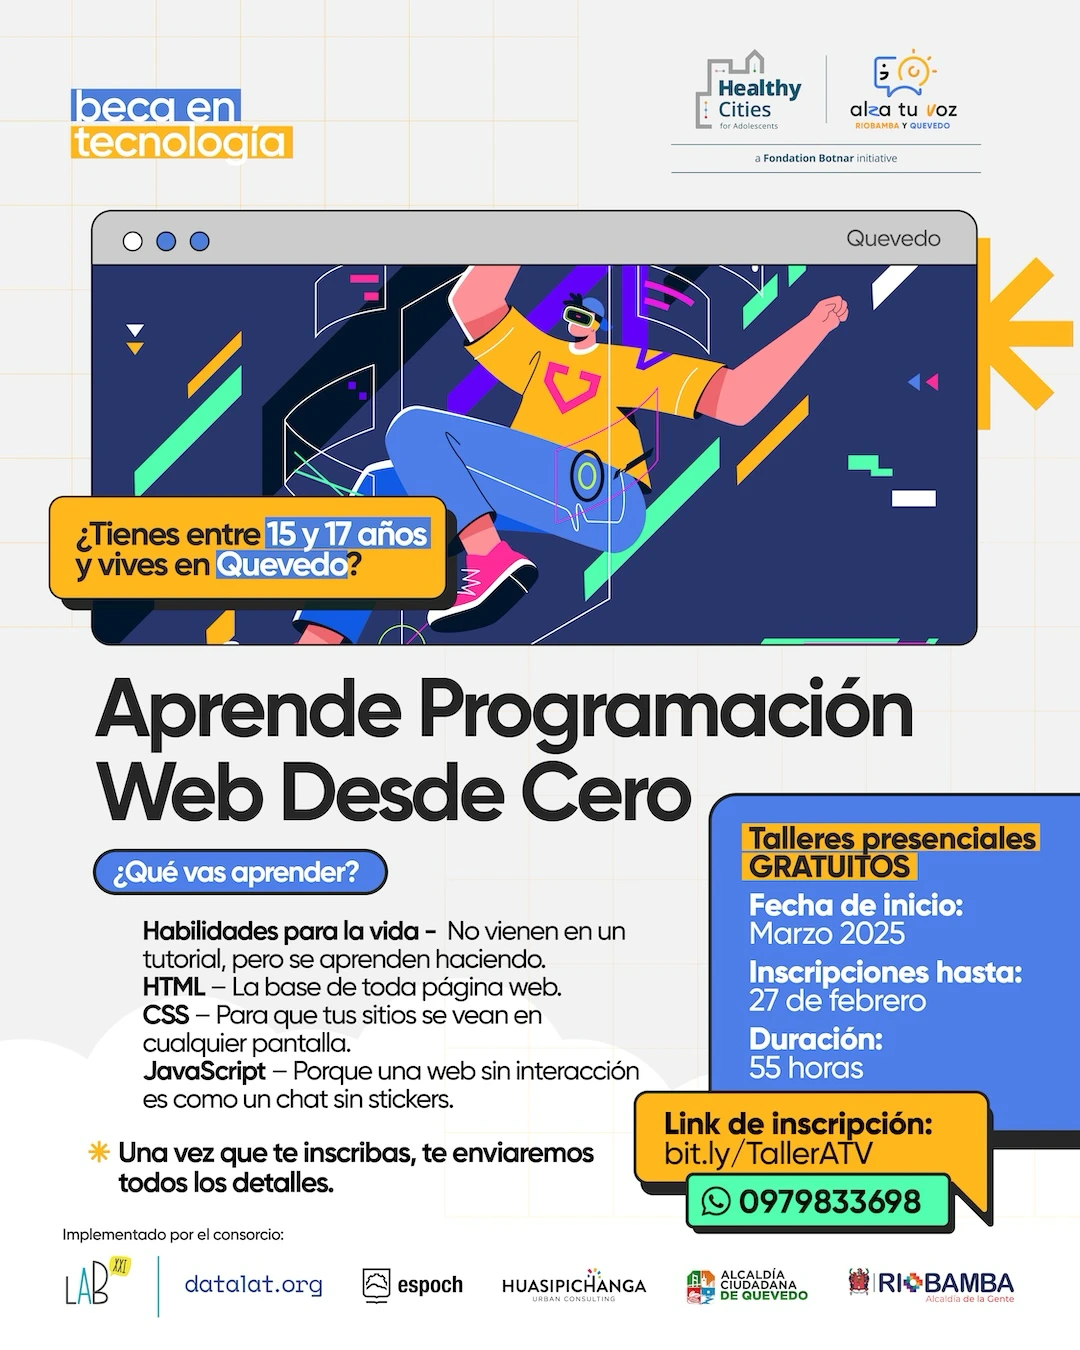 beca en
tecnología
Healthy
Cities
for Adolescents
alza tu voz
RIOBAMBA Y QUEVEDO
a Fondation Botnar initiative
Quevedo
¿Tienes entre 15 y 17 años
y vives en Quevedo?
Aprende Programación
Web Desde Cero
¿Qué vas aprender?
Habilidades para la vida - No vienen en un
tutorial, pero se aprenden haciendo.
HTML – La base de toda página web.
CSS – Para que tus sitios se vean en
cualquier pantalla.
JavaScript – Porque una web sin interacción
es como un chat sin stickers.
Una vez que te inscribas, te enviaremos
todos los detalles.
Talleres presenciales
GRATUITOS
Fecha de inicio:
Marzo 2025
Inscripciones hasta:
27 de febrero
Duración:
55 horas
Link de inscripción:
bit.ly/TallerATV
0979833698
Implementado por el consorcio:
LAB XXI
datalat.org
espoch
HUASIPICHANGA
URBAN CONSULTING
ALCALDÍA
CIUDADANA
DE QUEVEDO
RIOBAMBA
Alcaldía de la Gente